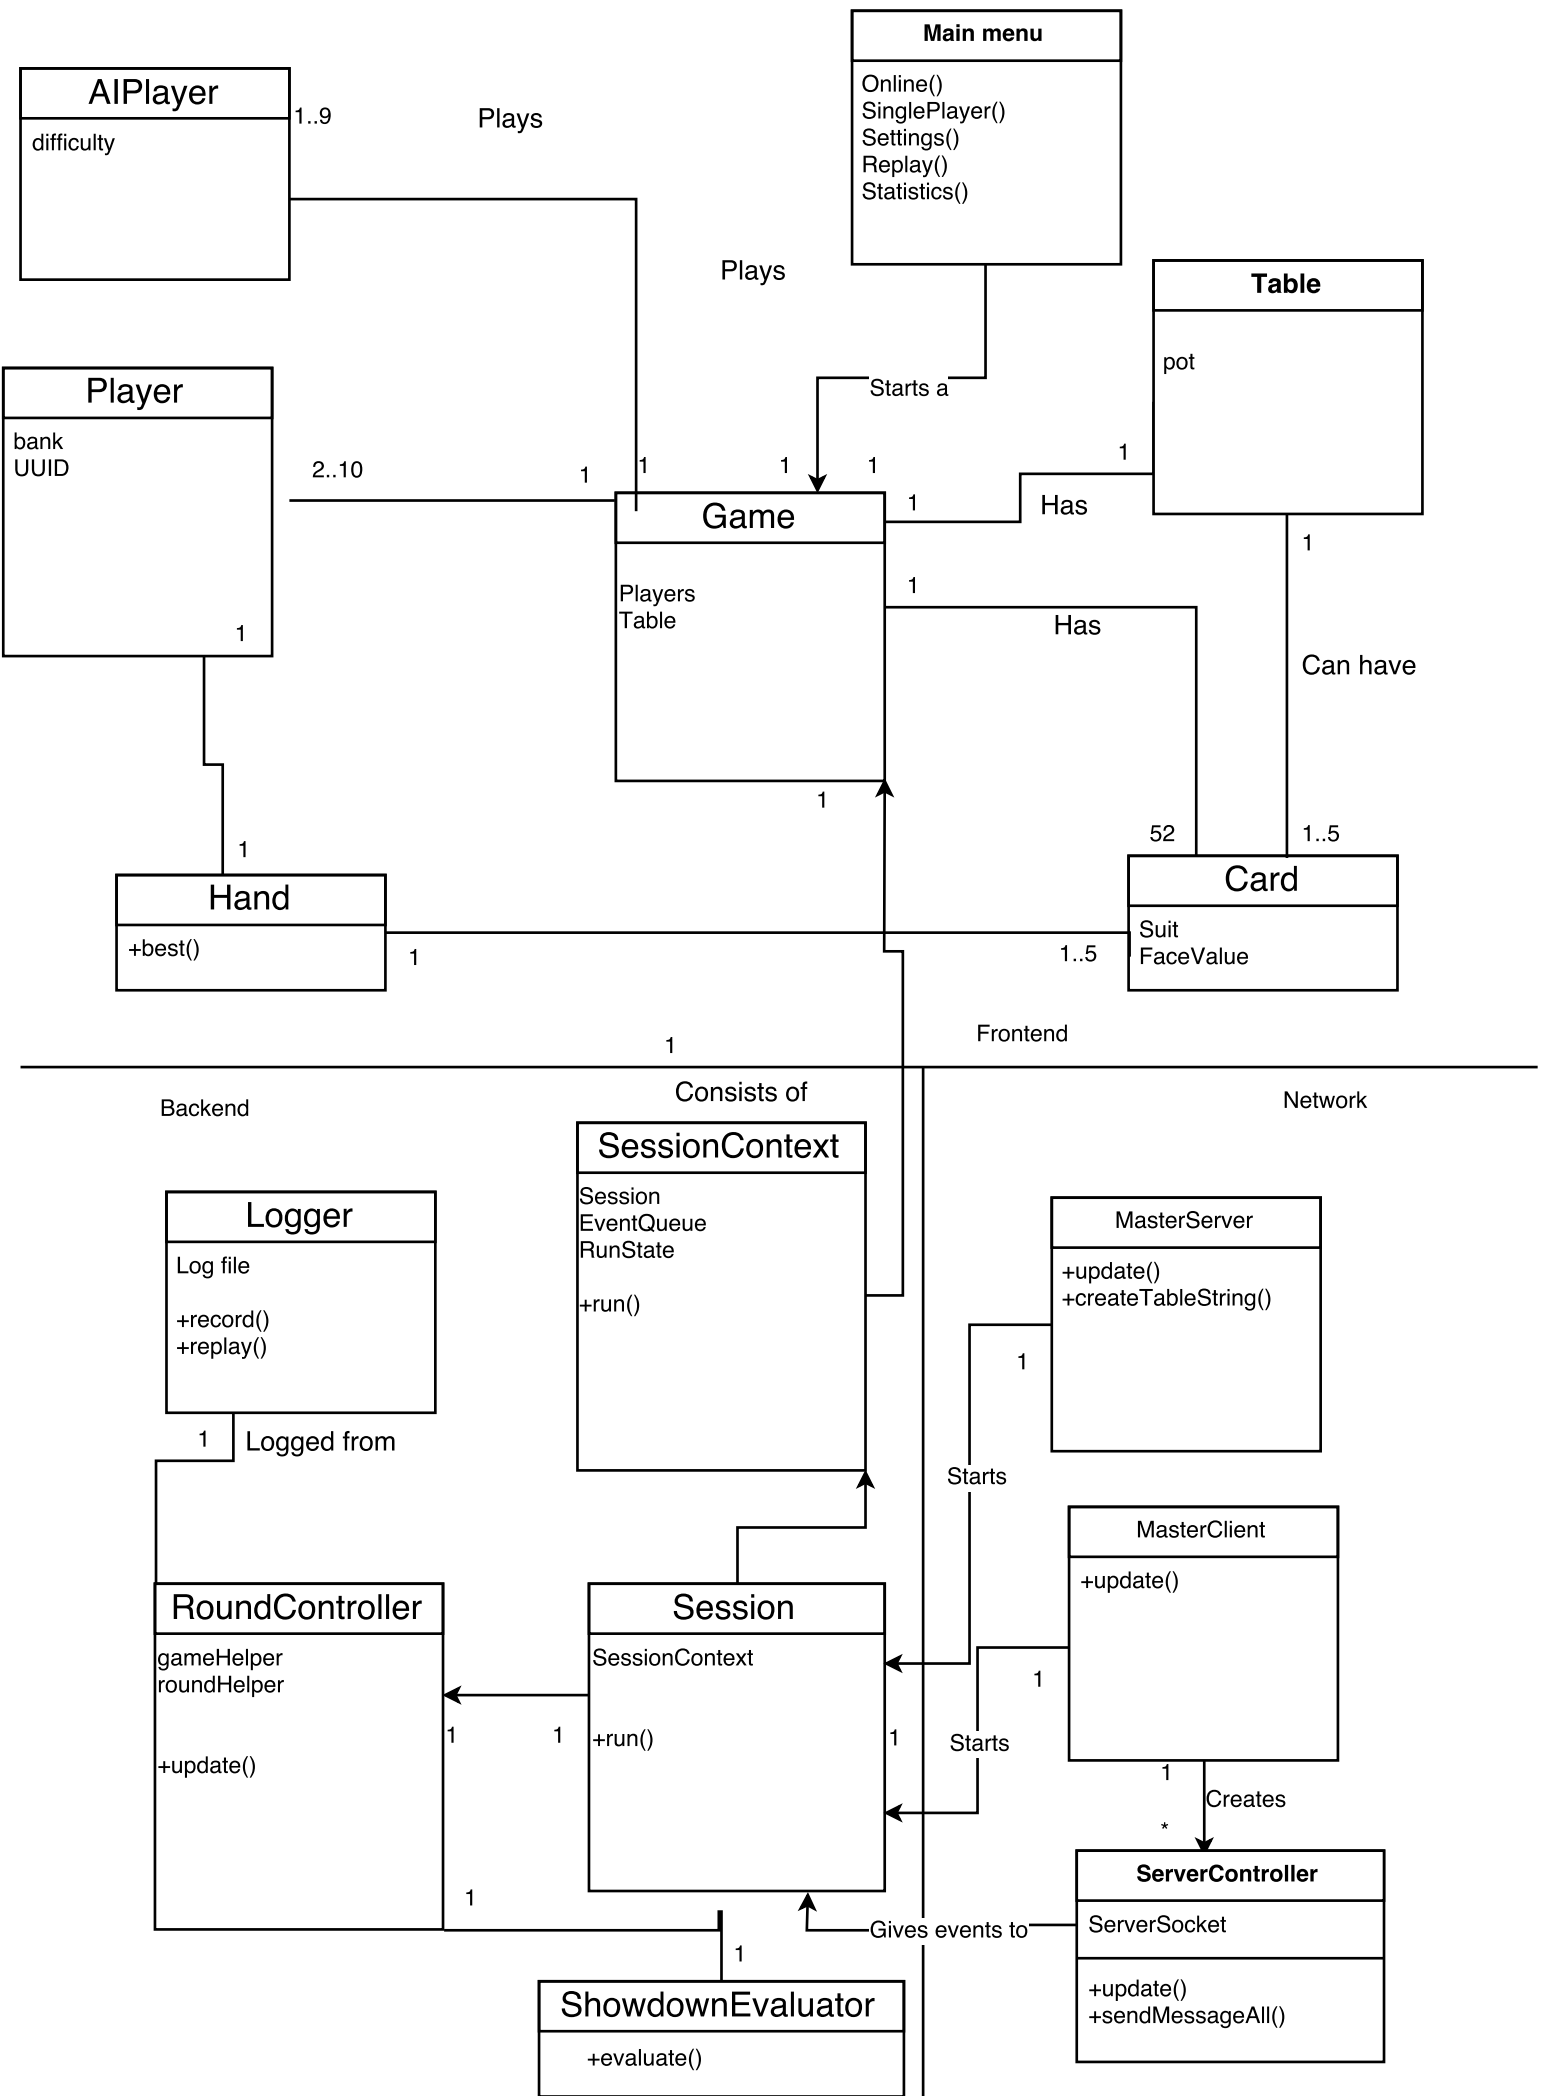 Main menu
Online()
SinglePlayer()
Settings()
Replay()
Statistics()
AIPlayer
difficulty
1..9
Plays
Plays
Table
pot
Starts a
Player
bank
UUID
1
2..10
1
1
1
1
1
1
Has
Game
Players
Table
1
Has
1
Can have
1
52
1..5
1
Hand
+best()
1
1..5
Card
Suit
FaceValue
Frontend
1
Consists of
Backend
Network
SessionContext
Session
EventQueue
RunState
+run()
Logger
Log file
+record()
+replay()
1
Logged from
MasterServer
+update()
+createTableString()
1
Starts
MasterClient
+update()
1
Starts
RoundController
gameHelper
roundHelper
+update()
1
1
Session
SessionContext
+run()
1
1
Creates
*
ServerController
ServerSocket
+update()
+sendMessageAll()
Gives events to
1
1
ShowdownEvaluator
+evaluate()